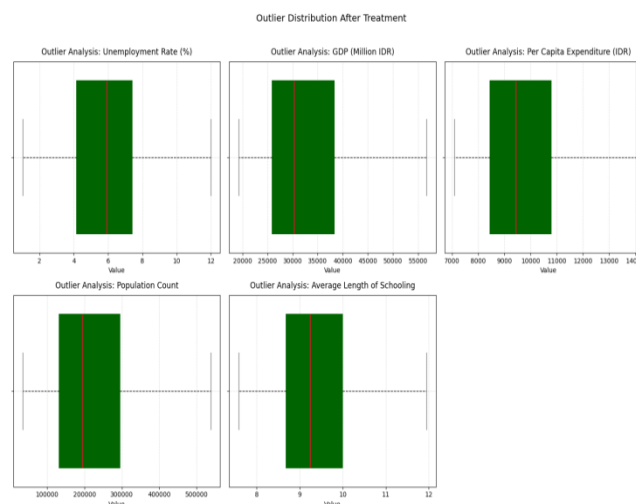 Outlier Distribution After Treatment
Outlier Analysis: Unemployment Rate (%)
Outlier Analysis: GDP (Million IDR)
Outlier Analysis: Per Capita Expenditure (IDR)
2 4 6 8 10 12
20000 25000 30000 35000 40000 45000 50000 55000
7000 8000 9000 10000 11000 12000 13000
Value
Value
Value
Outlier Analysis: Population Count
Outlier Analysis: Average Length of Schooling
100000 200000 300000 400000 500000
8 9 10 11 12
Value
Value